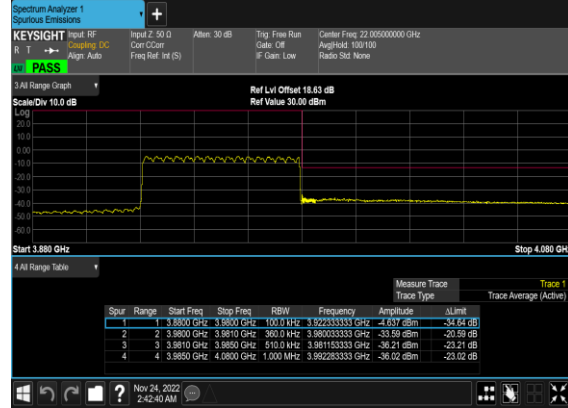 Spectrum Analyzer 1
Spurious Emissions
+
KEYSIGHT Input: RF Input Z: 50 Ω Atten: 30 dB Trig: Free Run Center Freq: 22.005000000 GHz
R T Coupling: DC Corr CCorr Gate: Off Avg|Hold: 100/100
Align: Auto Freq Ref: Int (S) IF Gain: Low Radio Std: None
PASS
3 All Range Graph
Ref Lvl Offset 18.63 dB
Scale/Div 10.0 dB Ref Value 30.00 dBm
Log
20.0
10.0
0.00
-10.0
-20.0
-30.0
-40.0
-50.0
-60.0
Start 3.880 GHz Stop 4.080 GH
4 All Range Table
Measure Trace Trace 1
Trace Type Trace Average (Active)
Spur Range Start Freq Stop Freq RBW Frequency Amplitude ΔLimit
1 1 3.8800 GHz 3.9800 GHz 100.0 kHz 3.922333333 GHz -4.637 dBm -34.64 dB
2 2 3.9800 GHz 3.9810 GHz 360.0 kHz 3.980033333 GHz -33.59 dBm -20.59 dB
3 3 3.9810 GHz 3.9850 GHz 510.0 kHz 3.981153333 GHz -36.21 dBm -23.21 dB
4 4 3.9850 GHz 4.0800 GHz 1.000 MHz 3.992283333 GHz -36.02 dBm -23.02 dB
? Nov 24, 2022
2:42:40 AM